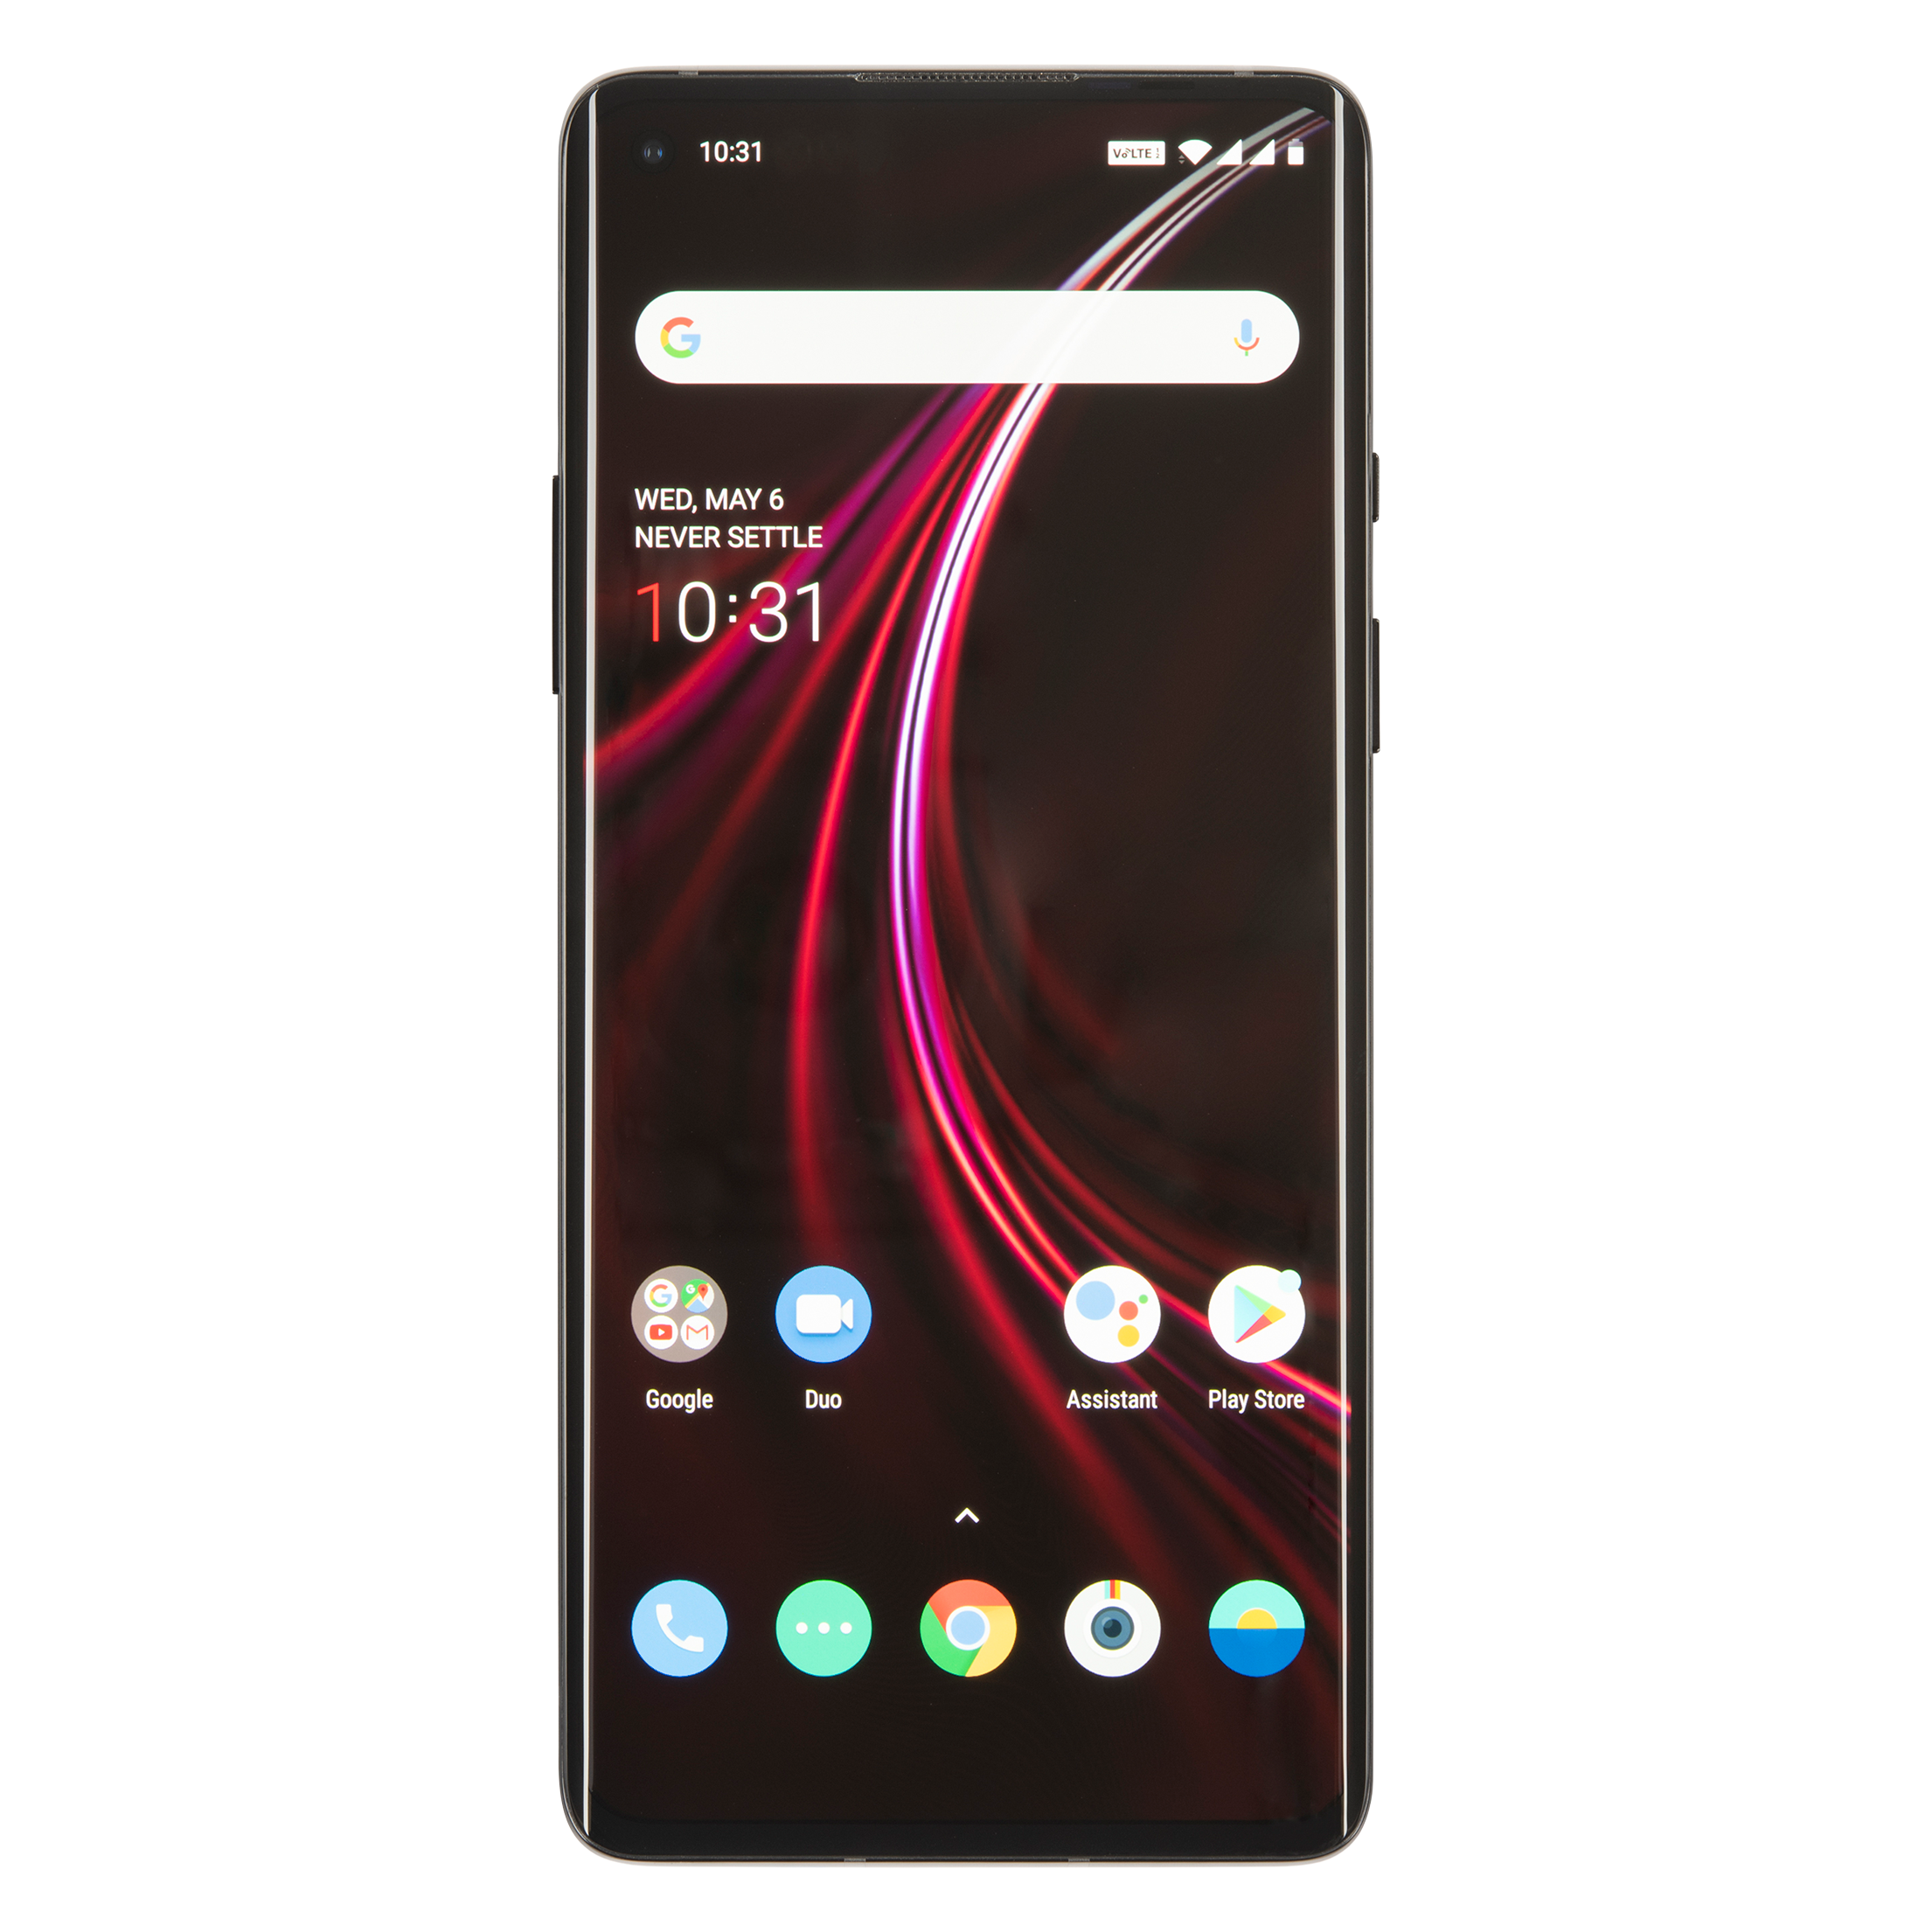 10:31
VoLTE
WED, MAY 6
NEVER SETTLE
10:31
Google
Duo
Assistant
Play Store